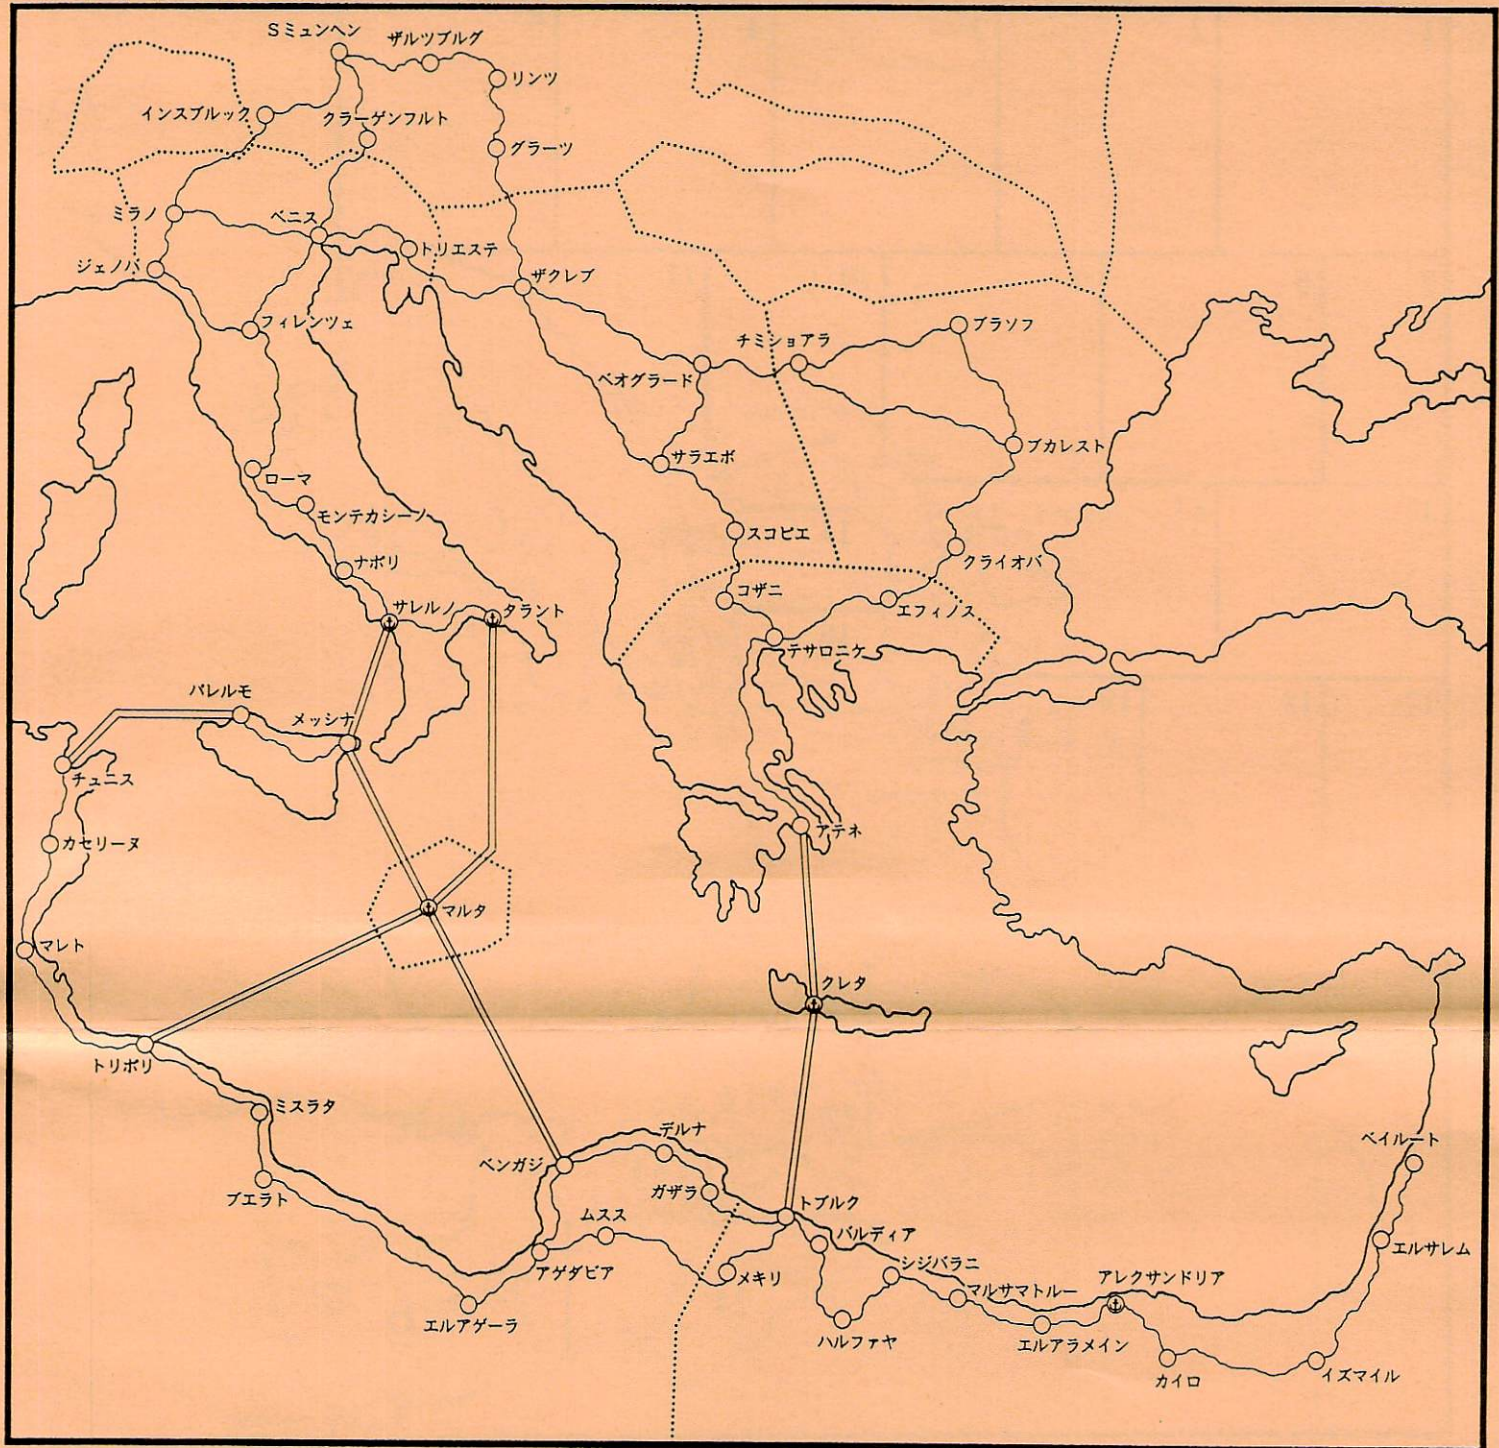 Sミュンヘン
ザルツブルグ
リンツ
インスブルック
クラーゲンフルト
グラーツ
ミラノ
ベニス
トリエステ
ジェノバ
ザクレブ
フィレンツェ
チミショアラ
ブラソフ
ベオグラード
ブカレスト
サラエボ
ローマ
モンテカシーノ
スコピエ
クライオバ
ナポリ
コザニ
エフィノス
サレルノ
タラント
テサロニケ
パレルモ
メッシナ
チュニス
アテネ
カセリーヌ
マルタ
マレト
クレタ
トリポリ
ミスラタ
デルナ
ベイルート
ベンガジ
ガザラ
ブエラト
トブルク
ムスス
バルディア
エルサレム
アゲダビア
メキリ
シジバラニ
アレクサンドリア
マルサマトルー
エルアゲーラ
ハルファヤ
エルアラメイン
カイロ
イズマイル